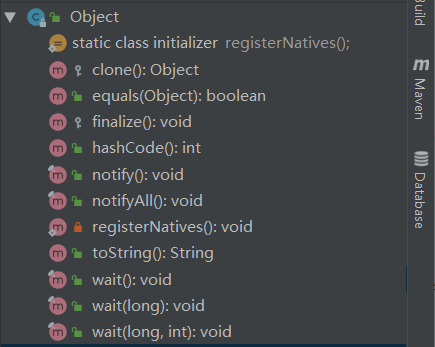 Object
static class initializer registerNatives();
clone(): Object
equals(Object): boolean
finalize(): void
hashCode(): int
notify(): void
notifyAll(): void
registerNatives(): void
toString(): String
wait(): void
wait(long): void
wait(long, int): void
Build
Maven
Database